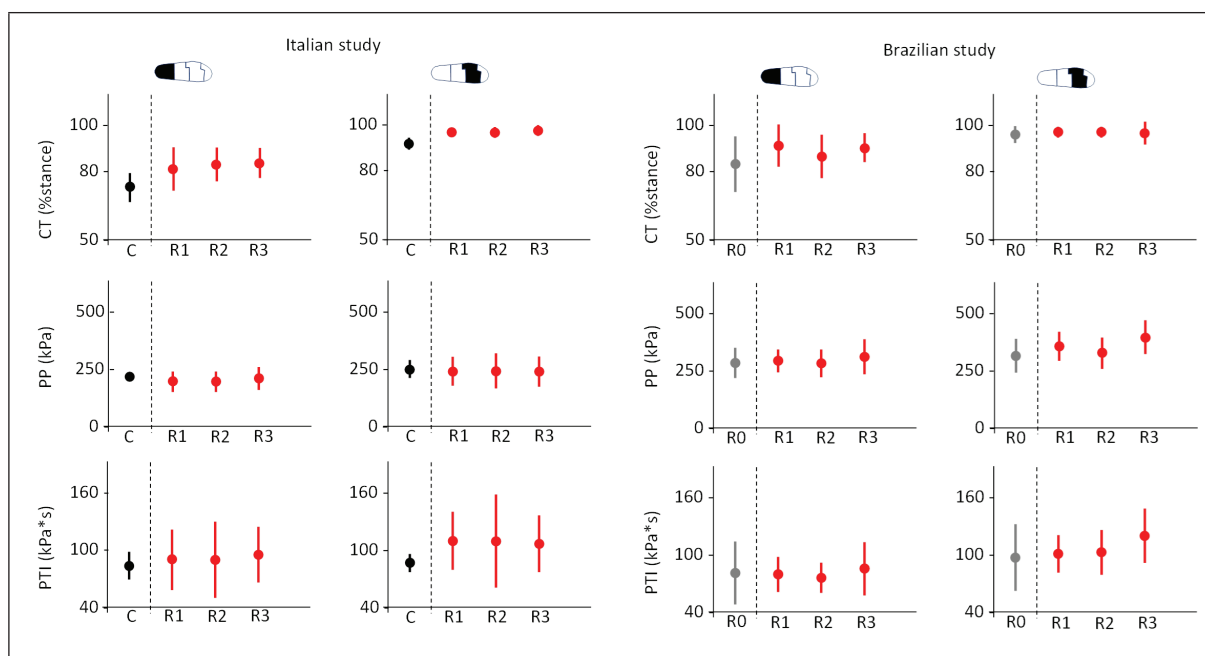 Italian study
Brazilian study
CT (%stance)
100
80
50
C
R1
R2
R3
100
80
50
C
R1
R2
R3
CT (%stance)
100
80
50
R0
R1
R2
R3
100
80
50
R0
R1
R2
R3
PP (kPa)
500
250
0
C
R1
R2
R3
500
250
0
C
R1
R2
R3
PP (kPa)
500
250
0
R0
R1
R2
R3
500
250
0
R0
R1
R2
R3
PTI (kPa*s)
160
100
40
C
R1
R2
R3
160
100
40
C
R1
R2
R3
PTI (kPa*s)
160
100
40
R0
R1
R2
R3
160
100
40
R0
R1
R2
R3